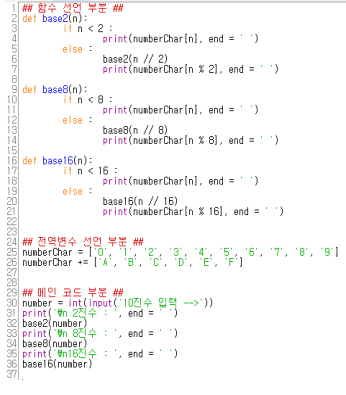 1 ## 함수 선언 부분 ##
2 def base2(n):
3 if n < 2 :
4 print(numberChar[n], end = ' ')
5 else :
6 base2(n // 2)
7 print(numberChar[n % 2], end = ' ')
8
9 def base8(n):
10 if n < 8 :
11 print(numberChar[n], end = ' ')
12 else :
13 base8(n // 8)
14 print(numberChar[n % 8], end = ' ')
15
16 def base16(n):
17 if n < 16 :
18 print(numberChar[n], end = ' ')
19 else :
20 base16(n // 16)
21 print(numberChar[n % 16], end = ' ')
22
23
24 ## 전역변수 선언 부분 ##
25 numberChar = ['0', '1', '2', '3', '4', '5', '6', '7', '8', '9']
26 numberChar += ['A', 'B', 'C', 'D', 'E', 'F']
27
28
29 ## 메인 코드 부분 ##
30 number = int(input('10진수 입력 -->'))
31 print('₩n 2진수 : ', end = ' ')
32 base2(number)
33 print('₩n 8진수 : ', end = ' ')
34 base8(number)
35 print('₩n16진수 : ', end = ' ')
36 base16(number)
37